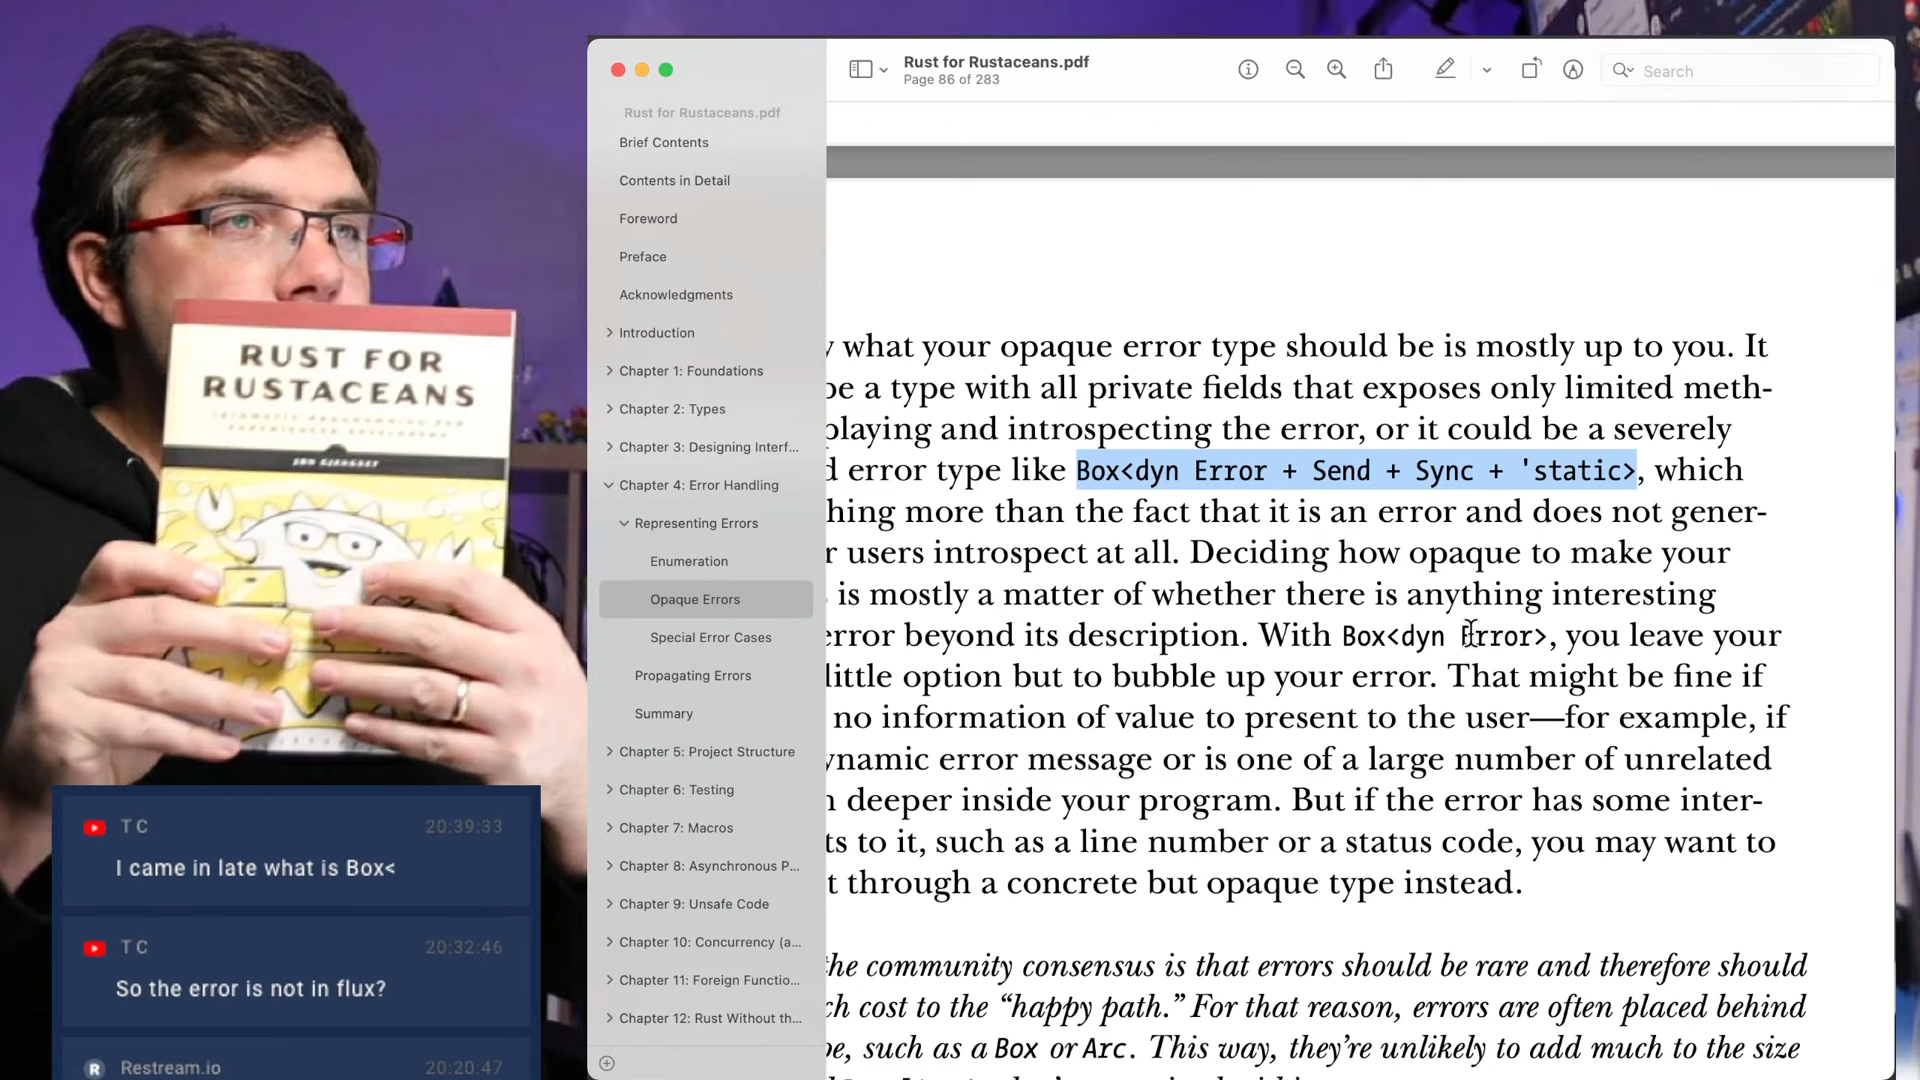 RUST FOR
RUSTACEANS
JON GJENGSET
T C 20:39:33
I came in late what is Box<
T C 20:32:46
So the error is not in flux?
Restream.io 20:20:47
Rust for Rustaceans.pdf
Brief Contents
Contents in Detail
Foreword
Preface
Acknowledgments
Introduction
Chapter 1: Foundations
Chapter 2: Types
Chapter 3: Designing Interf...
Chapter 4: Error Handling
Representing Errors
Enumeration
Opaque Errors
Special Error Cases
Propagating Errors
Summary
Chapter 5: Project Structure
Chapter 6: Testing
Chapter 7: Macros
Chapter 8: Asynchronous P...
Chapter 9: Unsafe Code
Chapter 10: Concurrency (a...
Chapter 11: Foreign Functio...
Chapter 12: Rust Without th...
Rust for Rustaceans.pdf
Page 86 of 283
Search
what your opaque error type should be is mostly up to you. It
be a type with all private fields that exposes only limited meth-
playing and introspecting the error, or it could be a severely
d error type like Box<dyn Error + Send + Sync + 'static>, which
hing more than the fact that it is an error and does not gener-
r users introspect at all. Deciding how opaque to make your
is mostly a matter of whether there is anything interesting
error beyond its description. With Box<dyn Error>, you leave your
little option but to bubble up your error. That might be fine if
no information of value to present to the user—for example, if
ynamic error message or is one of a large number of unrelated
n deeper inside your program. But if the error has some inter-
ts to it, such as a line number or a status code, you may want to
t through a concrete but opaque type instead.
the community consensus is that errors should be rare and therefore should
ch cost to the “happy path.” For that reason, errors are often placed behind
pe, such as a Box or Arc. This way, they’re unlikely to add much to the size